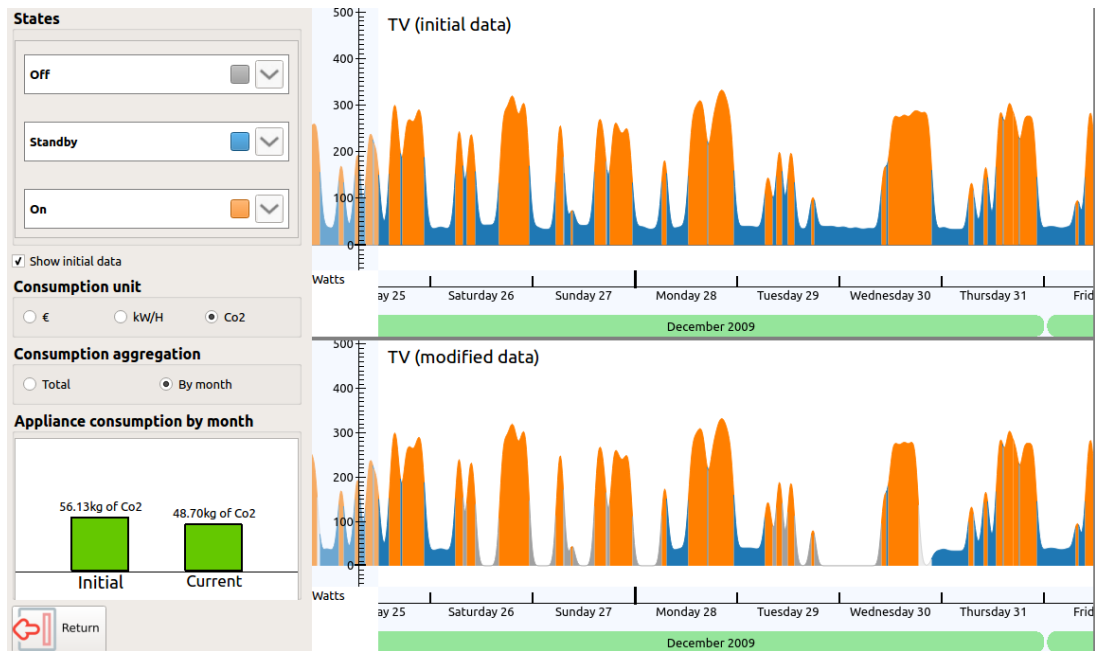 States
Off
Standby
On
Show initial data
Consumption unit
€ kW/H Co2
Consumption aggregation
Total By month
Appliance consumption by month
56.13kg of Co2
48.70kg of Co2
Initial Current
Return
TV (initial data)
500
400
300
200
100
0
Watts
ay 25 Saturday 26 Sunday 27 Monday 28 Tuesday 29 Wednesday 30 Thursday 31 Frid
December 2009
TV (modified data)
500
400
300
200
100
0
Watts
ay 25 Saturday 26 Sunday 27 Monday 28 Tuesday 29 Wednesday 30 Thursday 31 Frid
December 2009